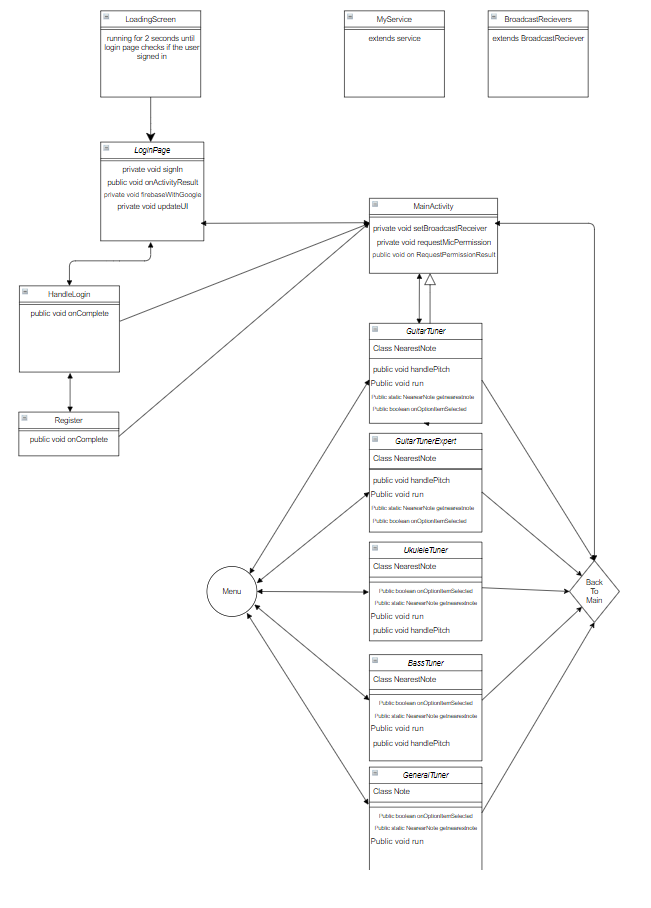 LoadingScreen
running for 2 seconds until
login page checks if the user
signed in
MyService
extends service
BroadcastRecievers
extends BroadcastReciever
LoginPage
private void signIn
public void onActivityResult
private void firebaseWithGoogle
private void updateUI
MainActivity
private void setBroadcastReceiver
private void requestMicPermission
public void on RequestPermissionResult
HandleLogin
public void onComplete
Register
public void onComplete
GuitarTuner
Class NearestNote
public void handlePitch
Public void run
Public static NearearNote getnearestnote
Public boolean onOptionItemSelected
GuitarTunerExpert
Class NearestNote
public void handlePitch
Public void run
Public static NearearNote getnearestnote
Public boolean onOptionItemSelected
UkuleleTuner
Class NearestNote
Public boolean onOptionItemSelected
Public static NearearNote getnearestnote
Public void run
public void handlePitch
Menu
Back
To
Main
BassTuner
Class NearestNote
Public boolean onOptionItemSelected
Public static NearearNote getnearestnote
Public void run
public void handlePitch
GeneralTuner
Class Note
Public boolean onOptionItemSelected
Public static NearearNote getnearestnote
Public void run